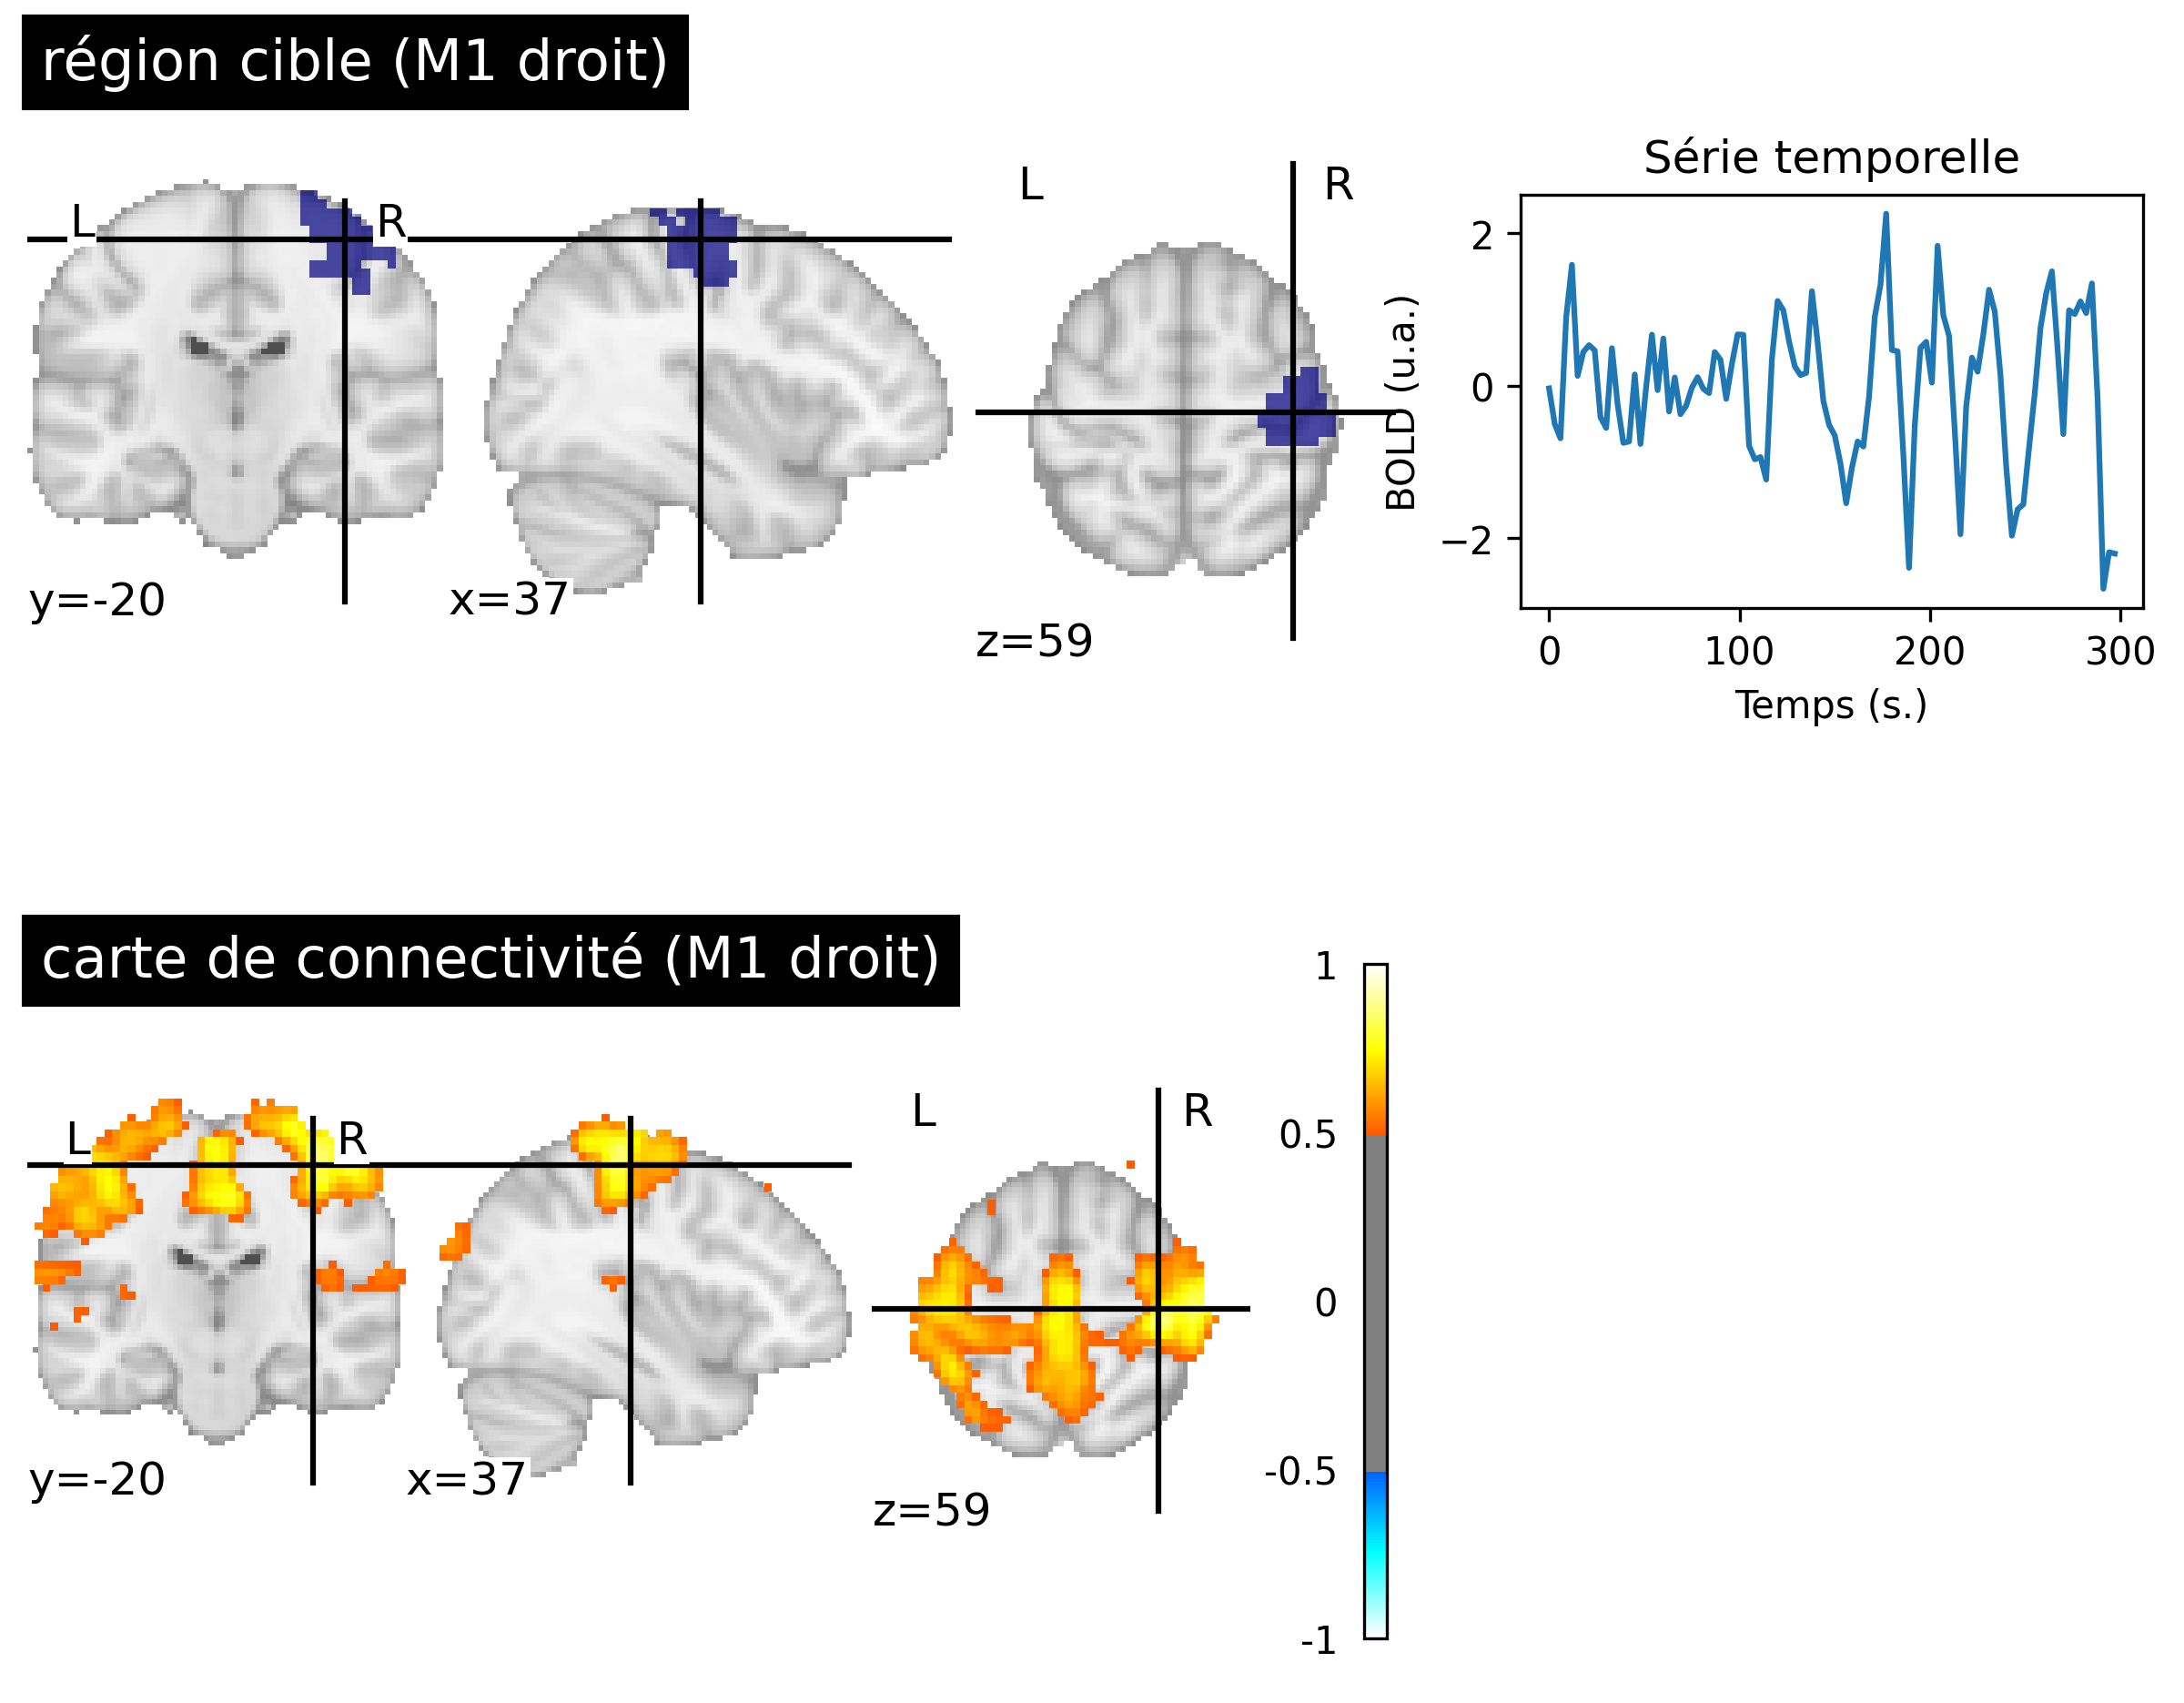 région cible (M1 droit)
L
R
y=-20
x=37
L
R
z=59
Série temporelle
BOLD (u.a.)
2
0
−2
0
100
200
300
Temps (s.)
carte de connectivité (M1 droit)
L
R
y=-20
x=37
L
R
z=59
1
0.5
0
-0.5
-1